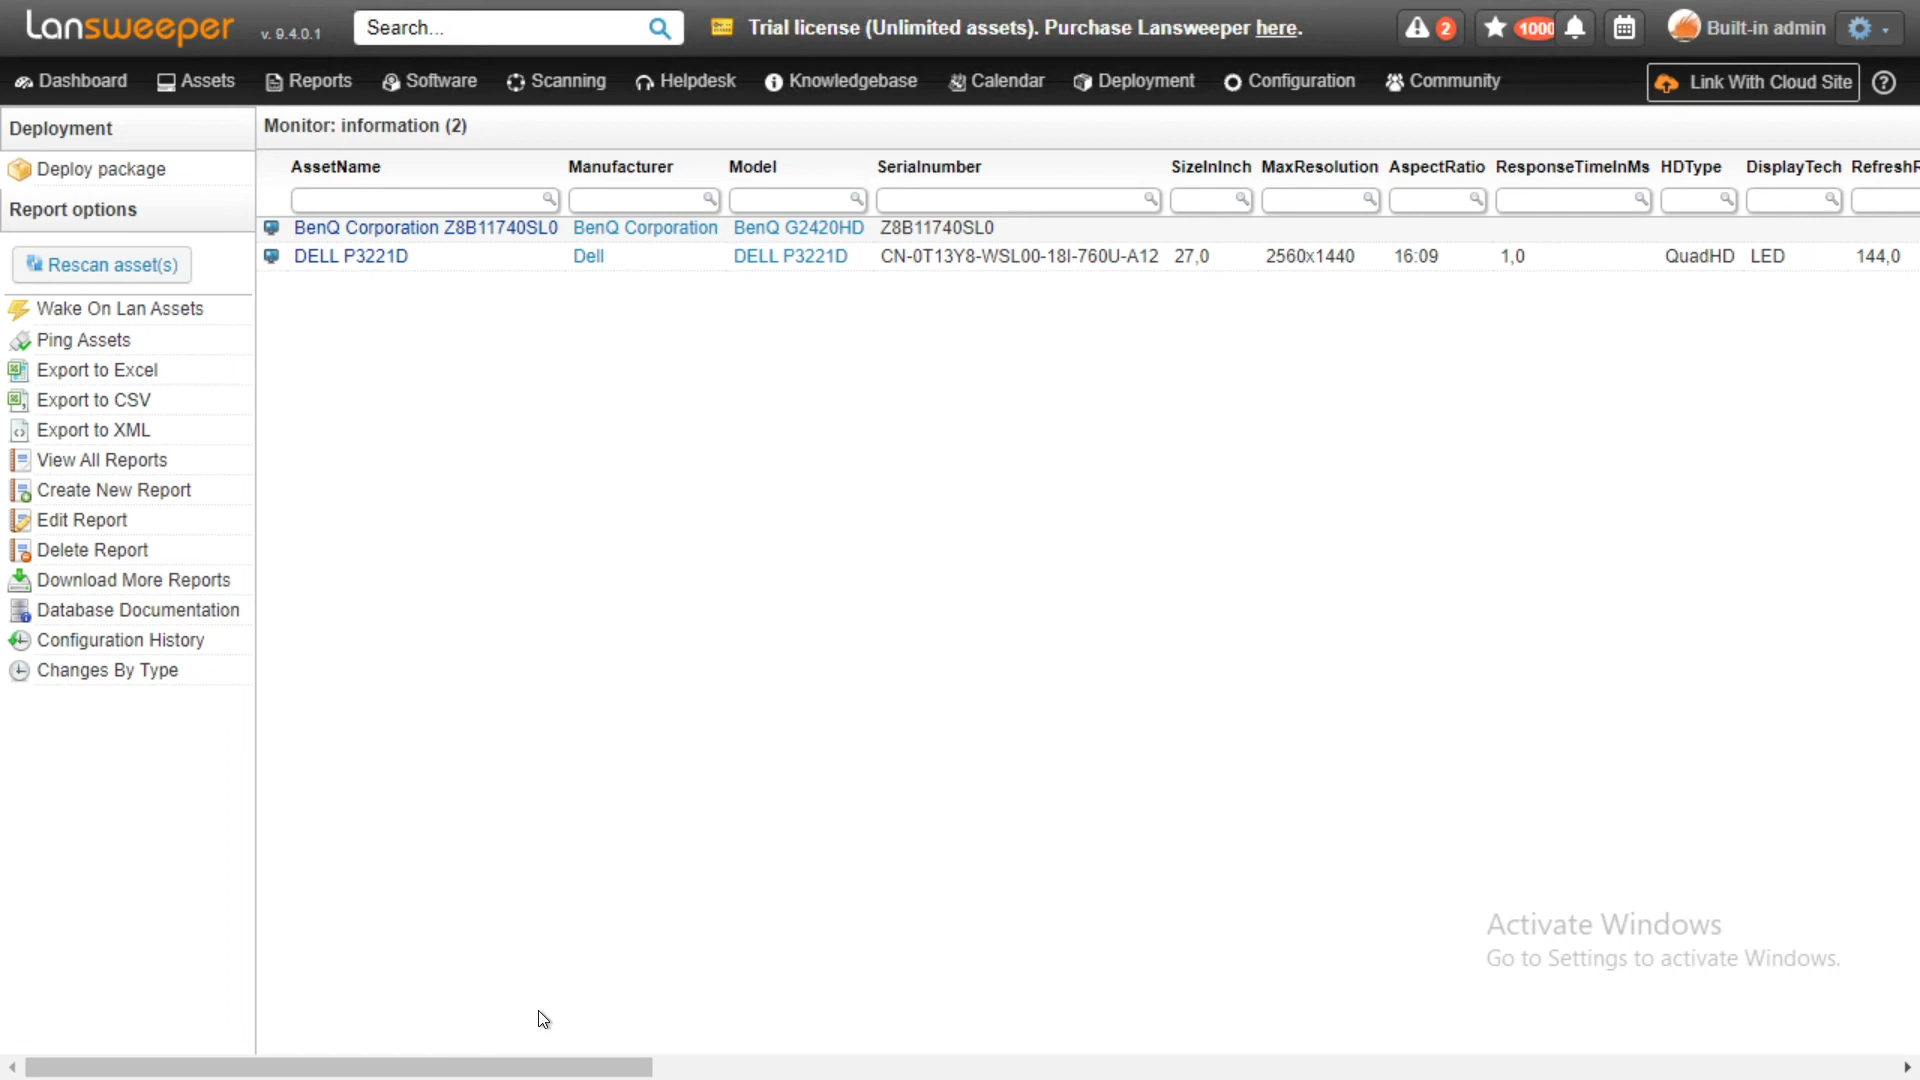 Lansweeper v. 9.4.0.1 Search... Trial license (Unlimited assets). Purchase Lansweeper here. 2 1000 Built-in admin
Dashboard Assets Reports Software Scanning Helpdesk Knowledgebase Calendar Deployment Configuration Community Link With Cloud Site
Deployment
Deploy package
Report options
Rescan asset(s)
Wake On Lan Assets
Ping Assets
Export to Excel
Export to CSV
Export to XML
View All Reports
Create New Report
Edit Report
Delete Report
Download More Reports
Database Documentation
Configuration History
Changes By Type
Monitor: information (2)
AssetName Manufacturer Model Serialnumber SizeInInch MaxResolution AspectRatio ResponseTimeInMs HDType DisplayTech RefreshR
BenQ Corporation Z8B11740SL0 BenQ Corporation BenQ G2420HD Z8B11740SL0
DELL P3221D Dell DELL P3221D CN-0T13Y8-WSL00-18I-760U-A12 27,0 2560x1440 16:09 1,0 QuadHD LED 144,0
Activate Windows
Go to Settings to activate Windows.